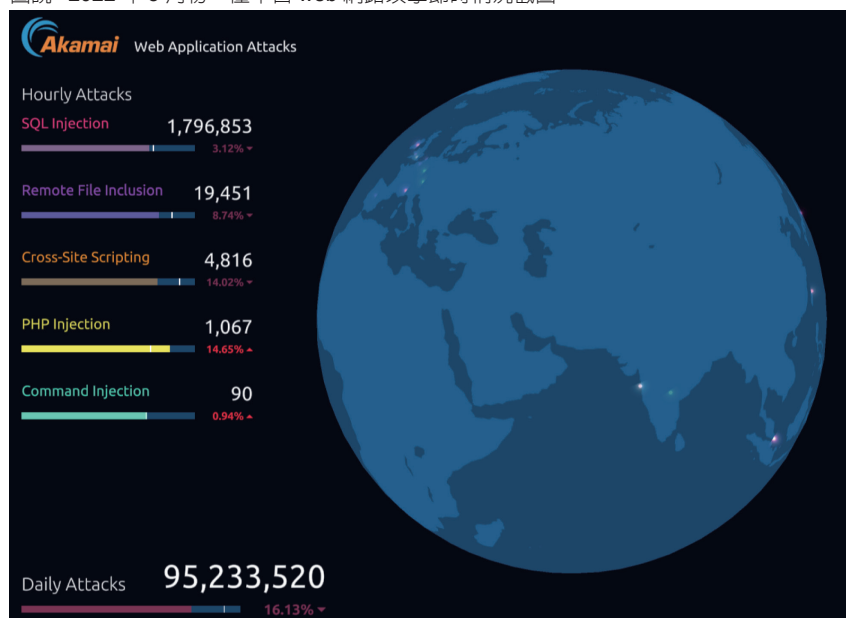 Akamai Web Application Attacks
Hourly Attacks
SQL Injection 1,796,853
3.12%
Remote File Inclusion 19,451
8.74%
Cross-Site Scripting 4,816
14.02%
PHP Injection 1,067
14.65%
Command Injection 90
0.94%
Daily Attacks 95,233,520
16.13%